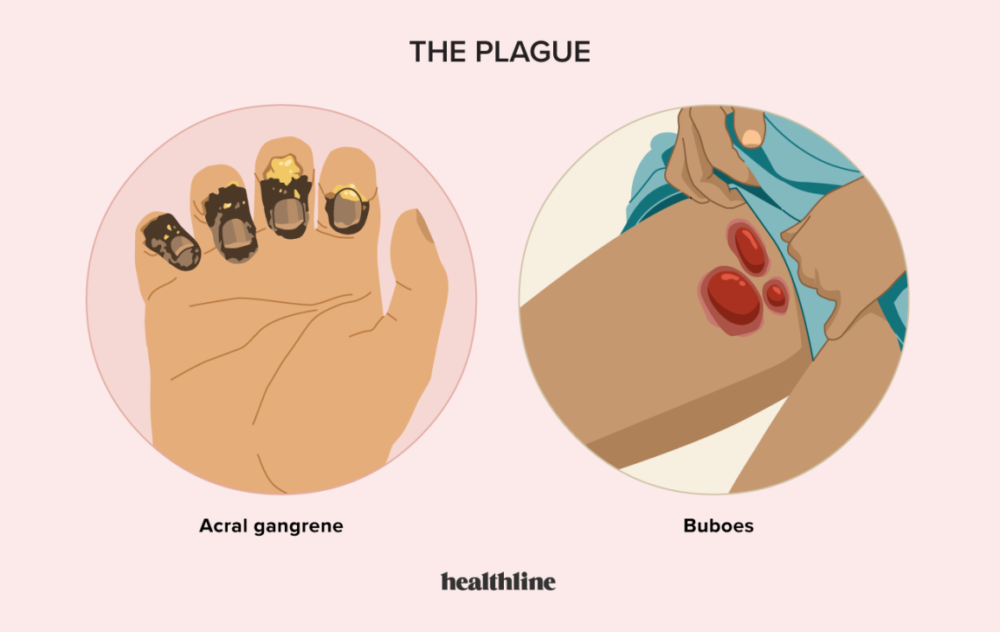 THE PLAGUE
Acral gangrene
Buboes
healthline